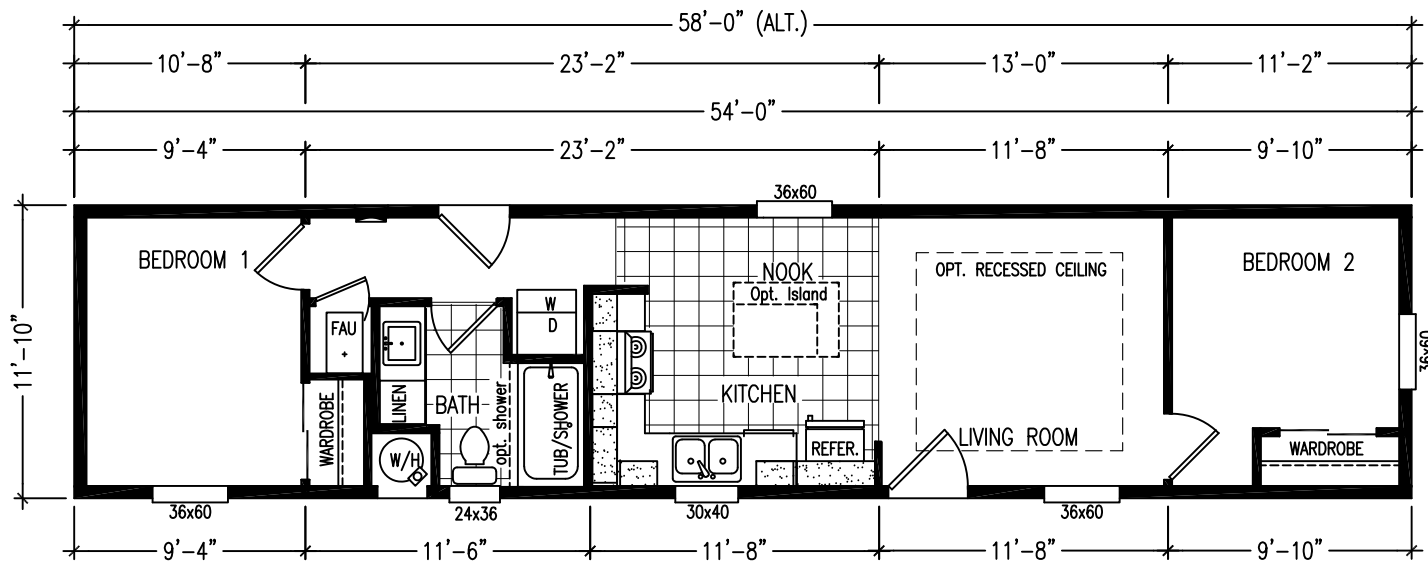 58'-0" (ALT.)
10'-8" 23'-2" 13'-0" 11'-2"
54'-0"
9'-4" 23'-2" 11'-8" 9'-10"
36x60
BEDROOM 1
NOOK
OPT. RECESSED CEILING
BEDROOM 2
Opt. Island
W
D
FAU
11'-10"
36x60
LINEN
BATH
opt. shower
TUB/SHOWER
KITCHEN
WARDROBE
LIVING ROOM
REFER.
WARDROBE
W/H
36x60
24x36
30x40
36x60
9'-4" 11'-6" 11'-8" 11'-8" 9'-10"